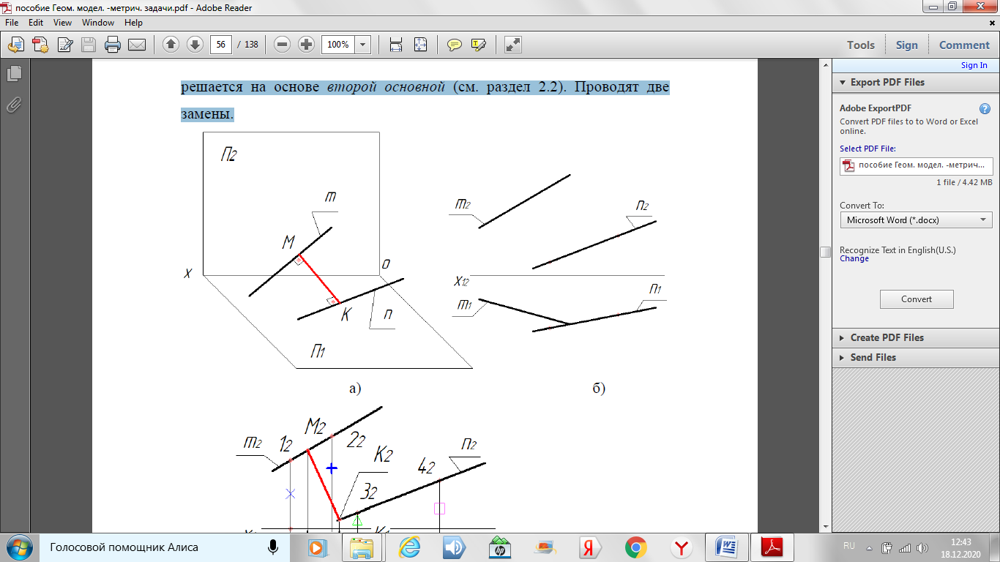 пособие Геом. модел. -метрич. задачи.pdf - Adobe Reader
File Edit View Window Help
56 / 138 100% Tools Sign Comment
Sign In
Export PDF Files
Adobe ExportPDF
Convert PDF files to to Word or Excel
online.
Select PDF File:
пособие Геом. модел. -метрич...
1 file / 4.42 MB
Convert To:
Microsoft Word (*.docx)
Recognize Text in English(U.S.)
Change
Convert
Create PDF Files
Send Files
решается на основе второй основной (см. раздел 2.2). Проводят две
замены.
П2
m
M
X
O
K
n
П1
а)
m2
n2
X12
m1
n1
б)
m2
12
M2
22
K2
n2
32
42
Голосовой помощник Алиса
RU
12:43
18.12.2020